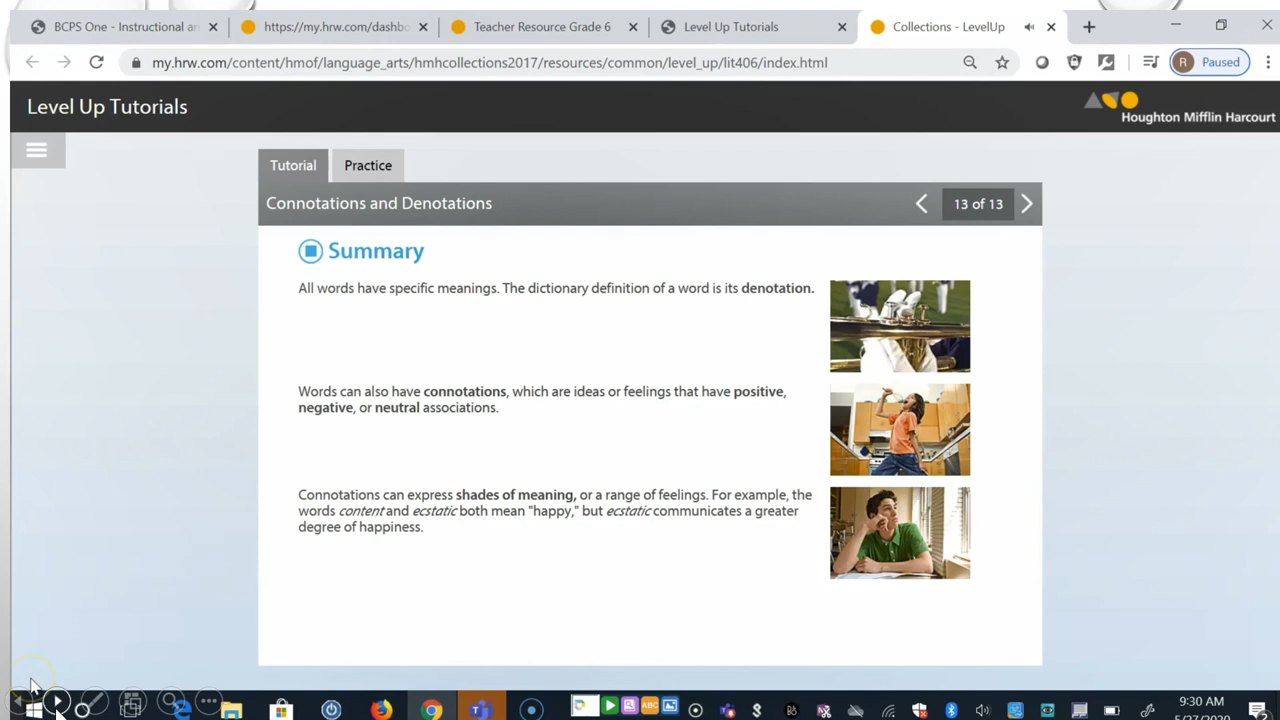 BCPS One - Instructional an
https://my.hrw.com/dashbo
Teacher Resource Grade 6
Level Up Tutorials
Collections - LevelUp
my.hrw.com/content/hmof/language_arts/hmhcollections2017/resources/common/level_up/lit406/index.html
R Paused
Level Up Tutorials
Houghton Mifflin Harcourt
Tutorial Practice
Connotations and Denotations
13 of 13
Summary
All words have specific meanings. The dictionary definition of a word is its denotation.
Words can also have connotations, which are ideas or feelings that have positive,
negative, or neutral associations.
Connotations can express shades of meaning, or a range of feelings. For example, the
words content and ecstatic both mean "happy," but ecstatic communicates a greater
degree of happiness.
ABC
9:30 AM
5/27/2020